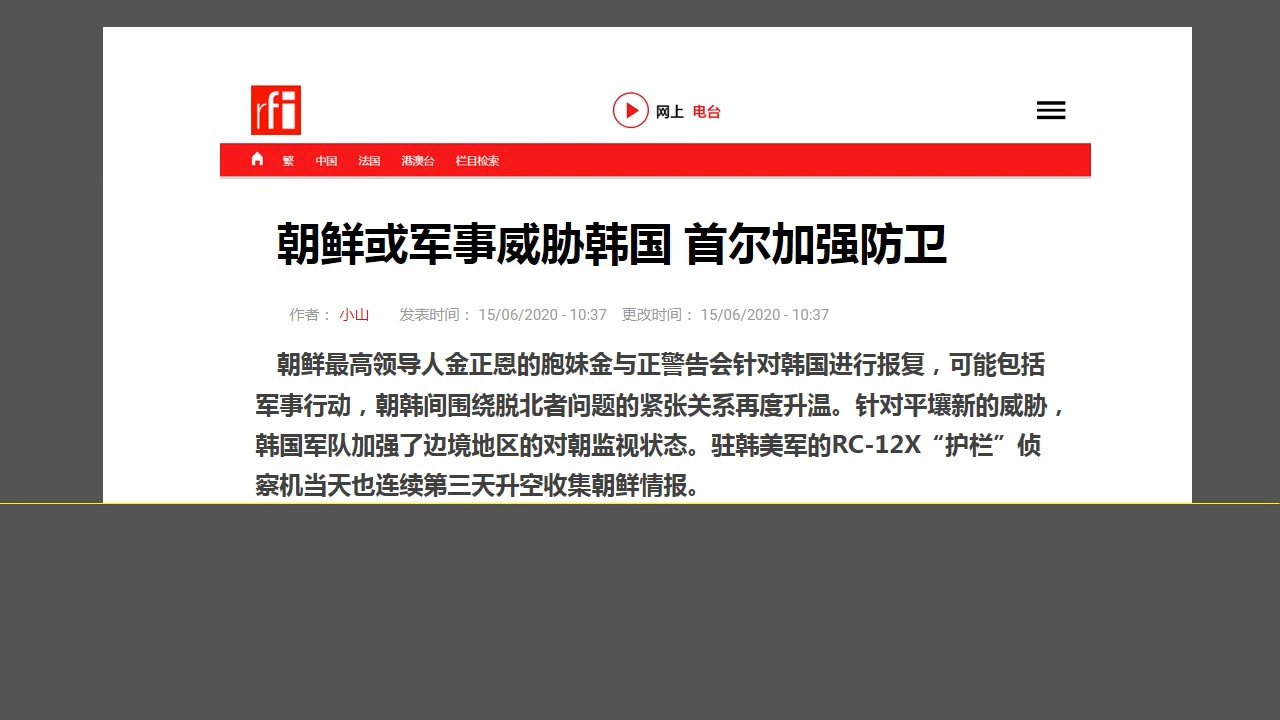 rfi
网上 电台
繁 中国 法国 港澳台 栏目检索
朝鲜或军事威胁韩国 首尔加强防卫
作者： 小山 发表时间： 15/06/2020 - 10:37 更改时间： 15/06/2020 - 10:37
朝鲜最高领导人金正恩的胞妹金与正警告会针对韩国进行报复，可能包括
军事行动，朝韩间围绕脱北者问题的紧张关系再度升温。针对平壤新的威胁，
韩国军队加强了边境地区的对朝监视状态。驻韩美军的RC-12X“护栏”侦
察机当天也连续第三天升空收集朝鲜情报。